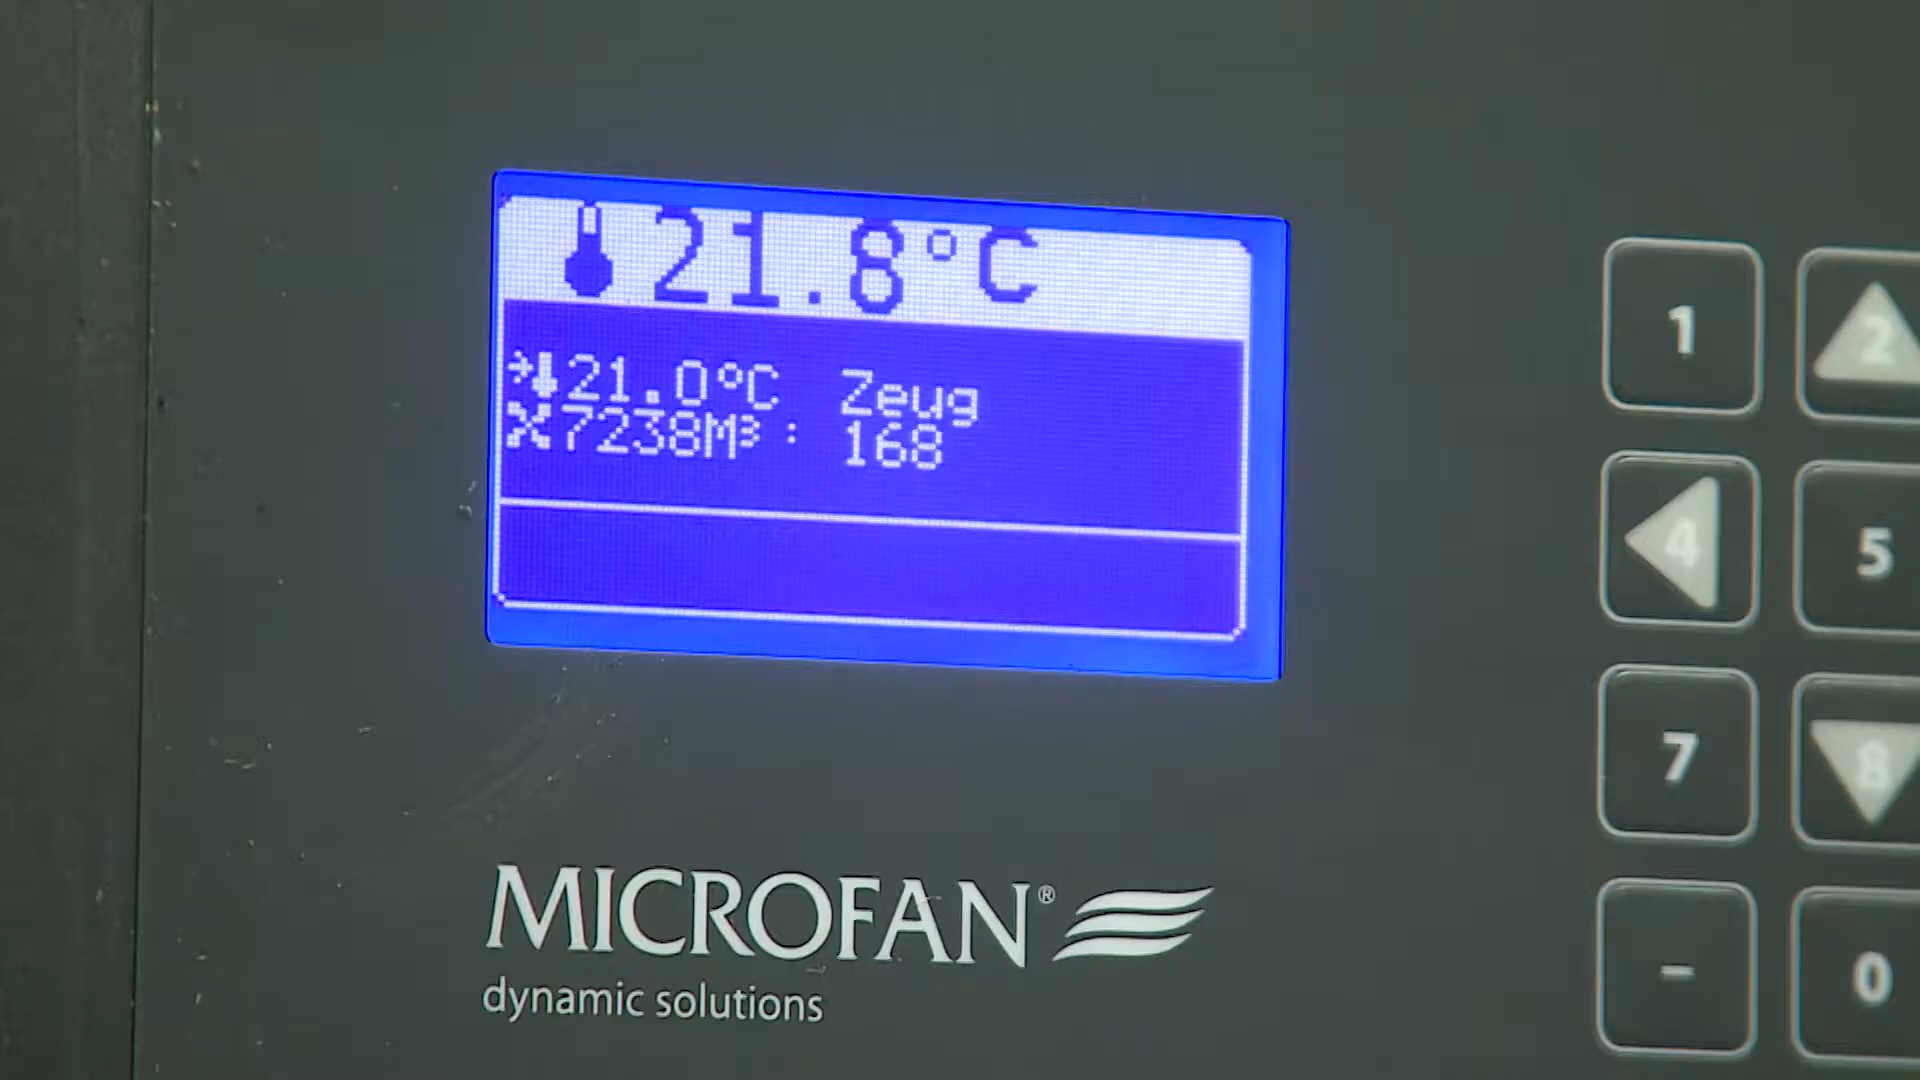 21.8°C
21.0°C Zeug
7238M³: 168
MICROFAN®
dynamic solutions
1 2
4 5
7 8
- 0